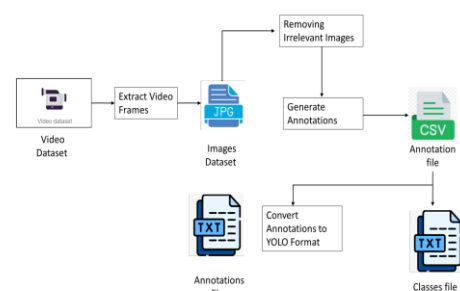 Removing
Irrelevant Images
Video dataset
Extract Video
Frames
JPG
Generate
Annotations
CSV
Video
Dataset
Images
Dataset
Annotation
file
TXT
Convert
Annotations to
YOLO Format
TXT
Annotations
Classes file